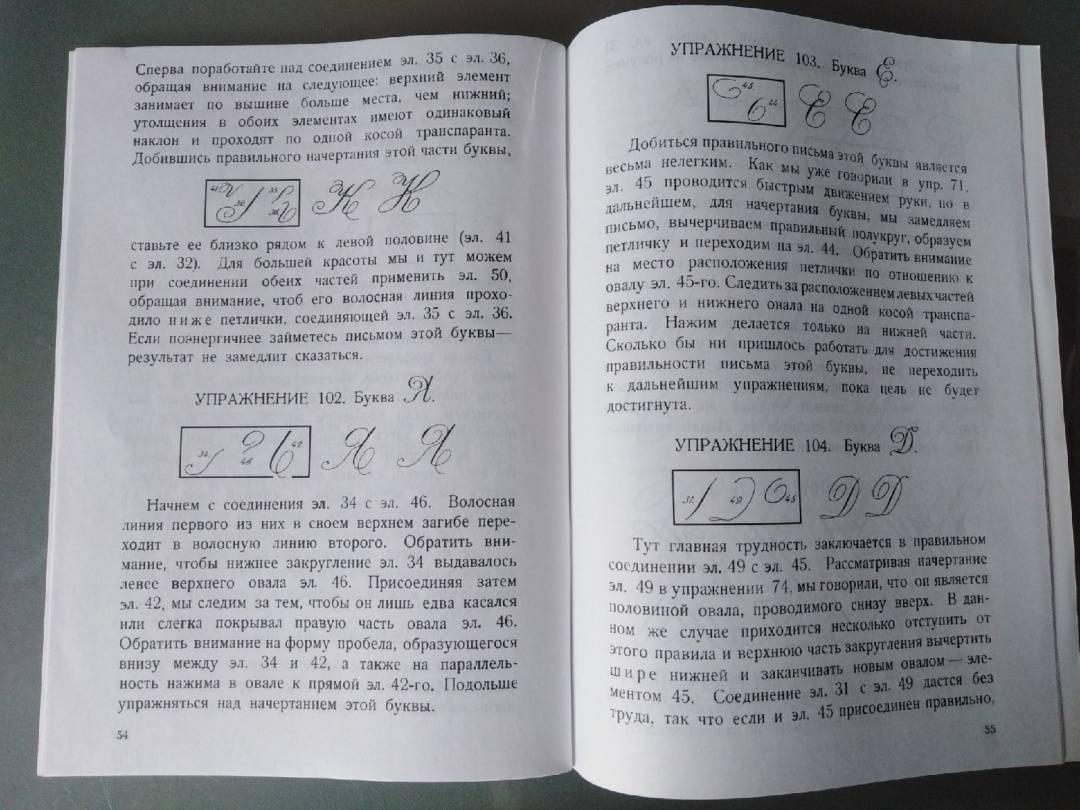 Сперва поработайте над соединением эл. 35 с эл. 36,
обращая внимание на следующее: верхний элемент
занимает по вышине больше места, чем нижний;
утолщения в обоих элементах имеют одинаковый
наклон и проходят по одной косой транспаранта.
Добившись правильного начертания этой части буквы,
41 32 35 36 К К
ставьте ее близко рядом к левой половине (эл. 41
с эл. 32). Для большей красоты мы и тут можем
при соединении обеих частей применить эл. 50,
обращая внимание, чтоб его волосная линия прохо-
дило ниже петлички, соединяющей эл. 35 с эл. 36.
Если поэнергичнее займетесь письмом этой буквы—
результат не замедлит сказаться.
УПРАЖНЕНИЕ 102. Буква Я.
34 46 42 Я Я
Начнем с соединения эл. 34 с эл. 46. Волосная
линия первого из них в своем верхнем загибе пере-
ходит в волосную линию второго. Обратить вни-
мание, чтобы нижнее закругление эл. 34 выдавалось
левее верхнего овала эл. 46. Присоединяя затем
эл. 42, мы следим за тем, чтобы он лишь едва касался
или слегка покрывал правую часть овала эл. 46.
Обратить внимание на форму пробела, образующегося
внизу между эл. 34 и 42, а также на параллель-
ность нажима в овале к прямой эл. 42-го. Подольше
упражняться над начертанием этой буквы.
54
УПРАЖНЕНИЕ 103. Буква Е.
45 44 Е Е
Добиться правильного письма этой буквы является
весьма нелегким. Как мы уже говорили в упр. 71,
эл. 45 проводится быстрым движением руки, но в
дальнейшем, для начертания буквы, мы замедляем
письмо, вычерчиваем правильный полукруг, образуем
петличку и переходим на эл. 44. Обратить внимание
на место расположения петлички по отношению к
овалу эл. 45-го. Следить за расположением левых частей
верхнего и нижнего овала на одной косой транспа-
ранта. Нажим делается только на нижней части.
Сколько бы ни пришлось работать для достижения
правильности письма этой буквы, не переходить
к дальнейшим упражнениям, пока цель не будет
достигнута.
УПРАЖНЕНИЕ 104. Буква Д.
31 49 45 Д Д
Тут главная трудность заключается в правильном
соединении эл. 49 с эл. 45. Рассматривая начертание
эл. 49 в упражнении 74, мы говорили, что он является
половиной овала, проводимого снизу вверх. В дан-
ном же случае приходится несколько отступить от
этого правила и верхнюю часть закругления вычертить
шире нижней и заканчивать новым овалом — эле-
ментом 45. Соединение эл. 31 с эл. 49 дастся без
труда, так что если и эл. 45 присоединен правильно,
55